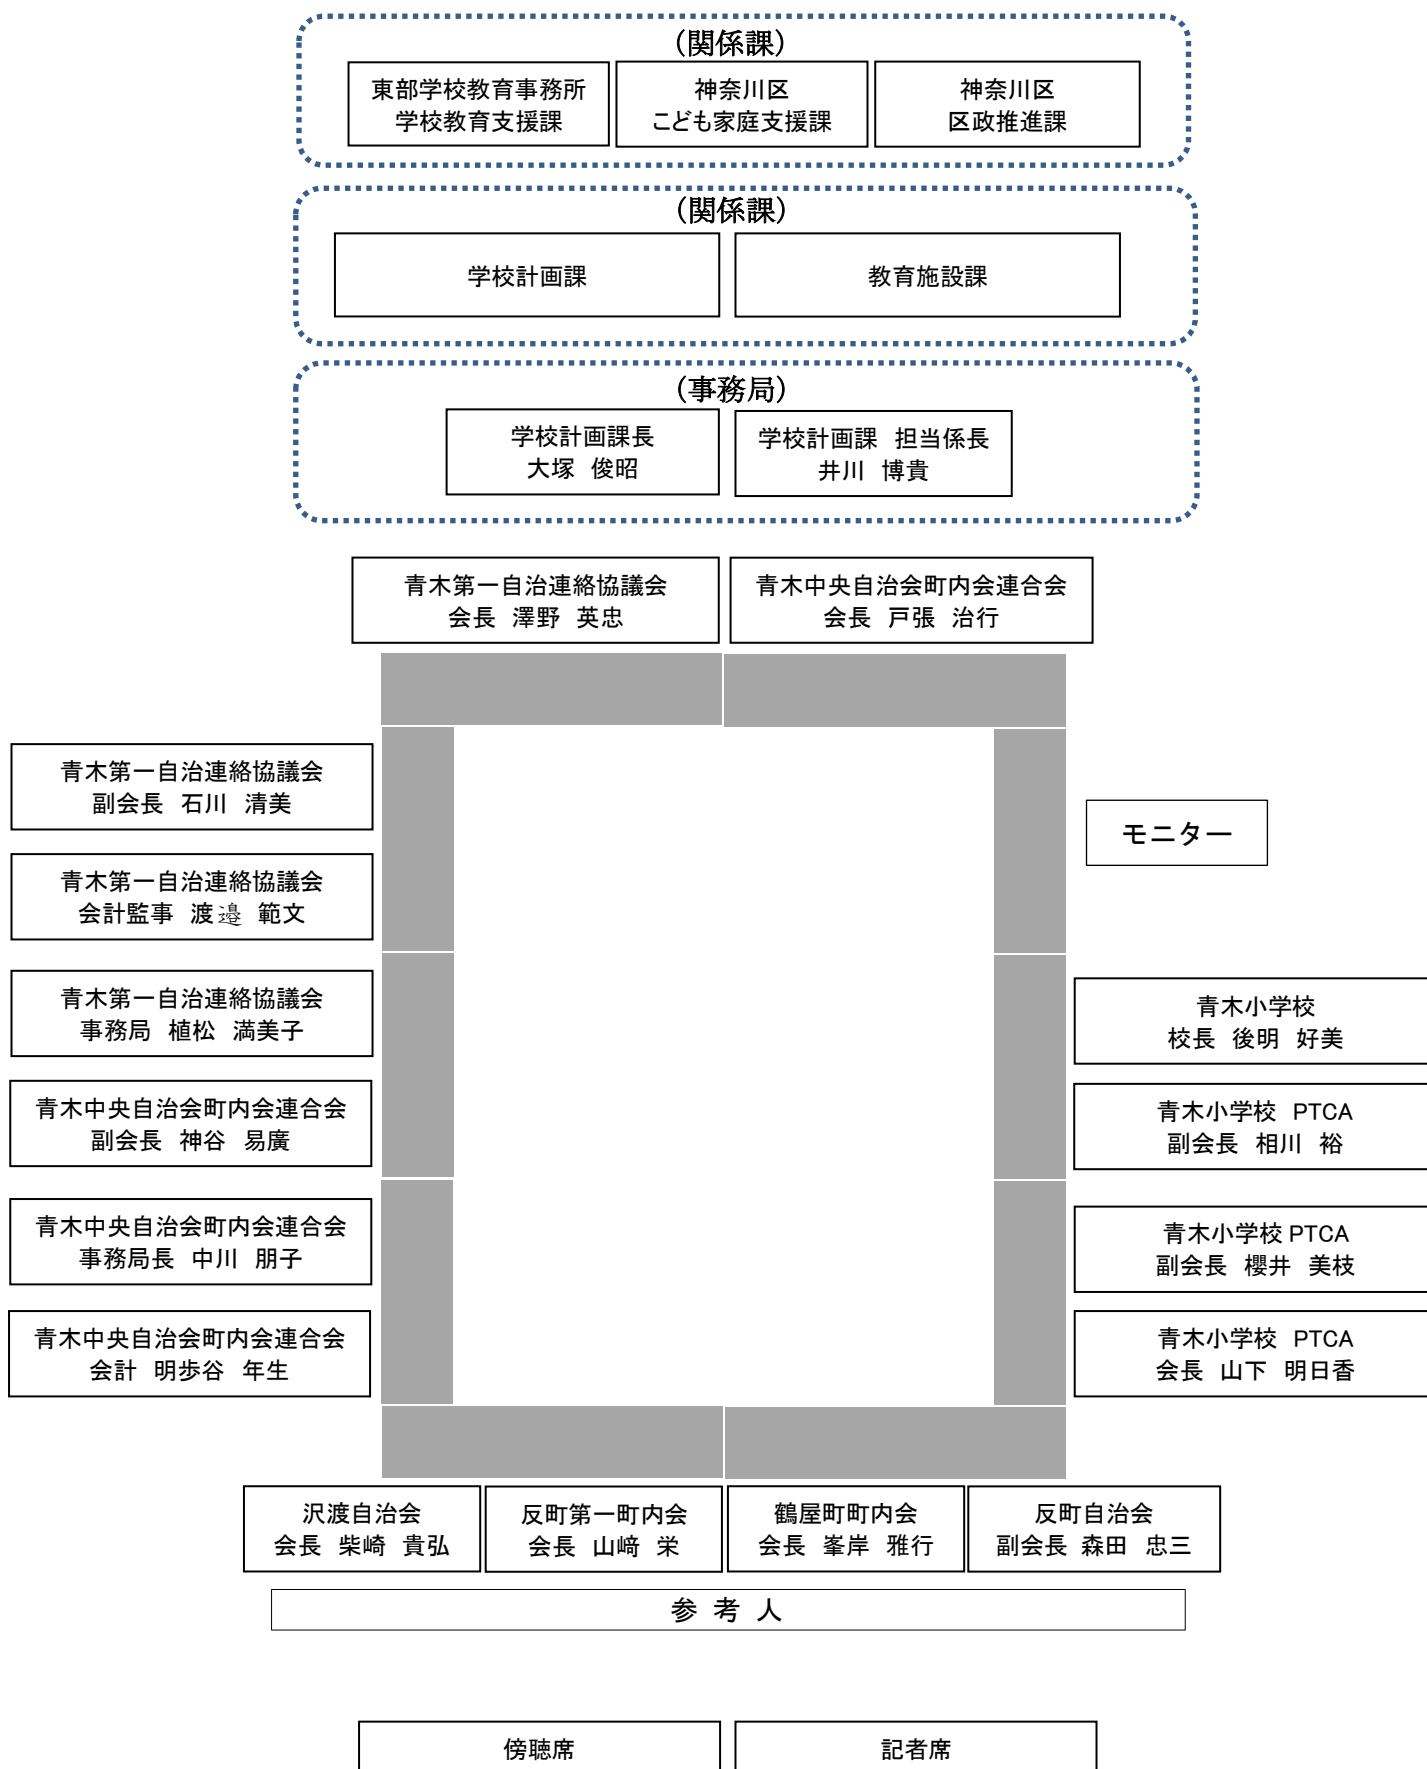 （関係課）
東部学校教育事務所
学校教育支援課
神奈川区
こども家庭支援課
神奈川区
区政推進課
（関係課）
学校計画課
教育施設課
（事務局）
学校計画課長
大塚 俊昭
学校計画課 担当係長
井川 博貴
青木第一自治連絡協議会
会長 澤野 英忠
青木中央自治会町内会連合会
会長 戸張 治行
青木第一自治連絡協議会
副会長 石川 清美
青木第一自治連絡協議会
会計監事 渡邉 範文
青木第一自治連絡協議会
事務局 植松 満美子
青木中央自治会町内会連合会
副会長 神谷 易廣
青木中央自治会町内会連合会
事務局長 中川 朋子
青木中央自治会町内会連合会
会計 明歩谷 年生
モニター
青木小学校
校長 後明 好美
青木小学校 PTCA
副会長 相川 裕
青木小学校 PTCA
副会長 櫻井 美枝
青木小学校 PTCA
会長 山下 明日香
沢渡自治会
会長 柴崎 貴弘
反町第一町内会
会長 山﨑 栄
鶴屋町町内会
会長 峯岸 雅行
反町自治会
副会長 森田 忠三
参 考 人
傍聴席
記者席